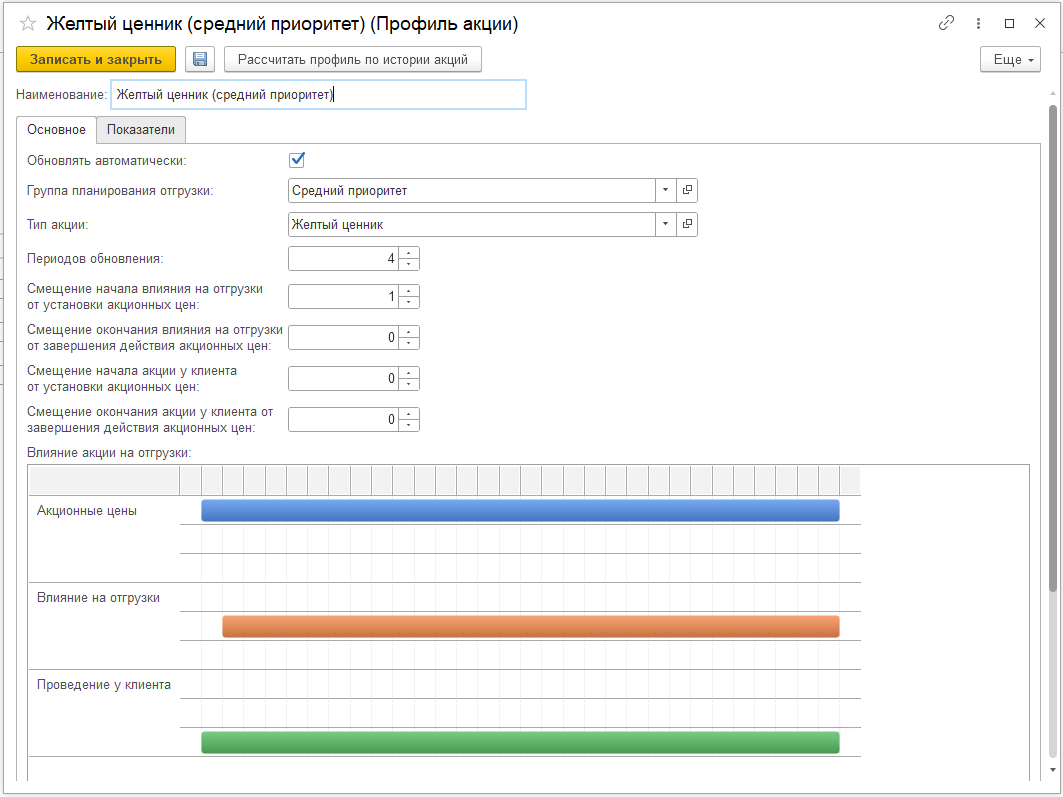 Желтый ценник (средний приоритет) (Профиль акции)
Записать и закрыть
Рассчитать профиль по истории акций
Еще
Наименование: Желтый ценник (средний приоритет)
Основное
Показатели
Обновлять автоматически:
Группа планирования отгрузки: Средний приоритет
Тип акции: Желтый ценник
Периодов обновления: 4
Смещение начала влияния на отгрузки
от установки акционных цен: 1
Смещение окончания влияния на отгрузки
от завершения действия акционных цен: 0
Смещение начала акции у клиента
от установки акционных цен: 0
Смещение окончания акции у клиента от
завершения действия акционных цен: 0
Влияние акции на отгрузки:
Акционные цены
Влияние на отгрузки
Проведение у клиента